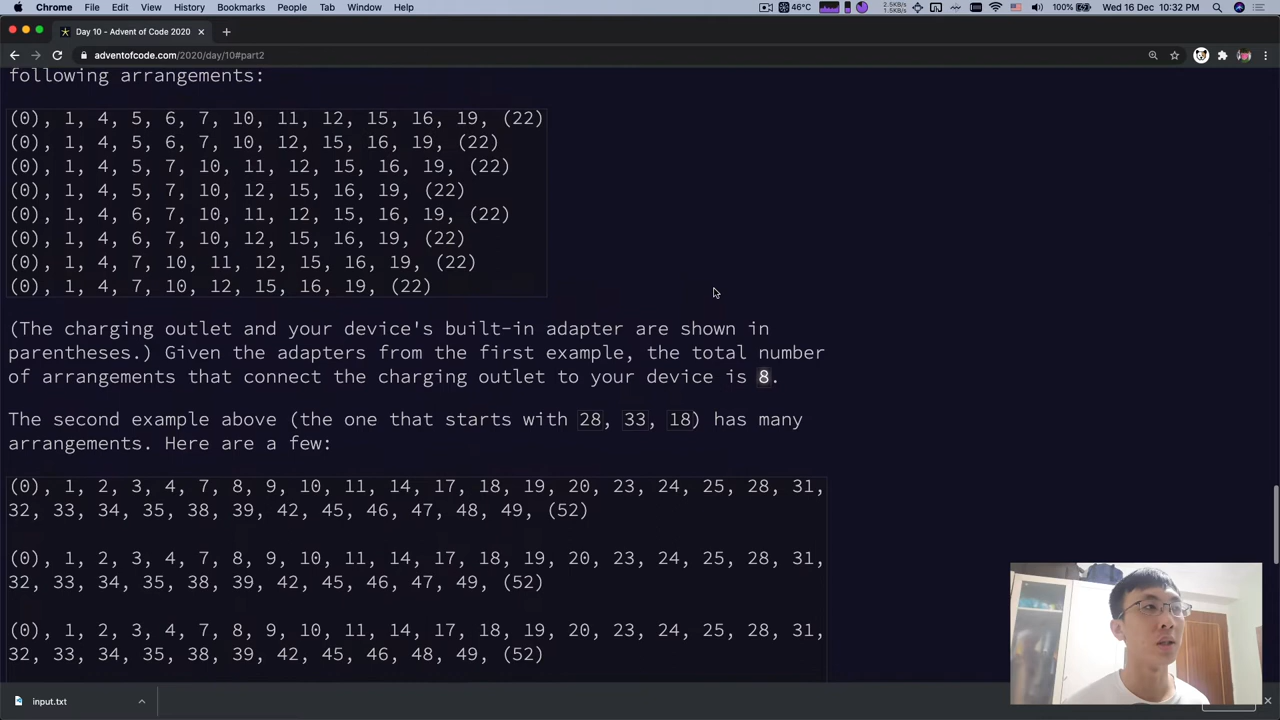 Chrome File Edit View History Bookmarks People Tab Window Help 46°C 2.5KB/s 2.5KB/s 100% Wed 16 Dec 10:32 PM
Day 10 - Advent of Code 2020
adventofcode.com/2020/day/10#part2
following arrangements:
(0), 1, 4, 5, 6, 7, 10, 11, 12, 15, 16, 19, (22)
(0), 1, 4, 5, 6, 7, 10, 12, 15, 16, 19, (22)
(0), 1, 4, 5, 7, 10, 11, 12, 15, 16, 19, (22)
(0), 1, 4, 5, 7, 10, 12, 15, 16, 19, (22)
(0), 1, 4, 6, 7, 10, 11, 12, 15, 16, 19, (22)
(0), 1, 4, 6, 7, 10, 12, 15, 16, 19, (22)
(0), 1, 4, 7, 10, 11, 12, 15, 16, 19, (22)
(0), 1, 4, 7, 10, 12, 15, 16, 19, (22)
(The charging outlet and your device's built-in adapter are shown in
parentheses.) Given the adapters from the first example, the total number
of arrangements that connect the charging outlet to your device is 8.
The second example above (the one that starts with 28, 33, 18) has many
arrangements. Here are a few:
(0), 1, 2, 3, 4, 7, 8, 9, 10, 11, 14, 17, 18, 19, 20, 23, 24, 25, 28, 31,
32, 33, 34, 35, 38, 39, 42, 45, 46, 47, 48, 49, (52)
(0), 1, 2, 3, 4, 7, 8, 9, 10, 11, 14, 17, 18, 19, 20, 23, 24, 25, 28, 31,
32, 33, 34, 35, 38, 39, 42, 45, 46, 47, 49, (52)
(0), 1, 2, 3, 4, 7, 8, 9, 10, 11, 14, 17, 18, 19, 20, 23, 24, 25, 28, 31,
32, 33, 34, 35, 38, 39, 42, 45, 46, 48, 49, (52)
input.txt